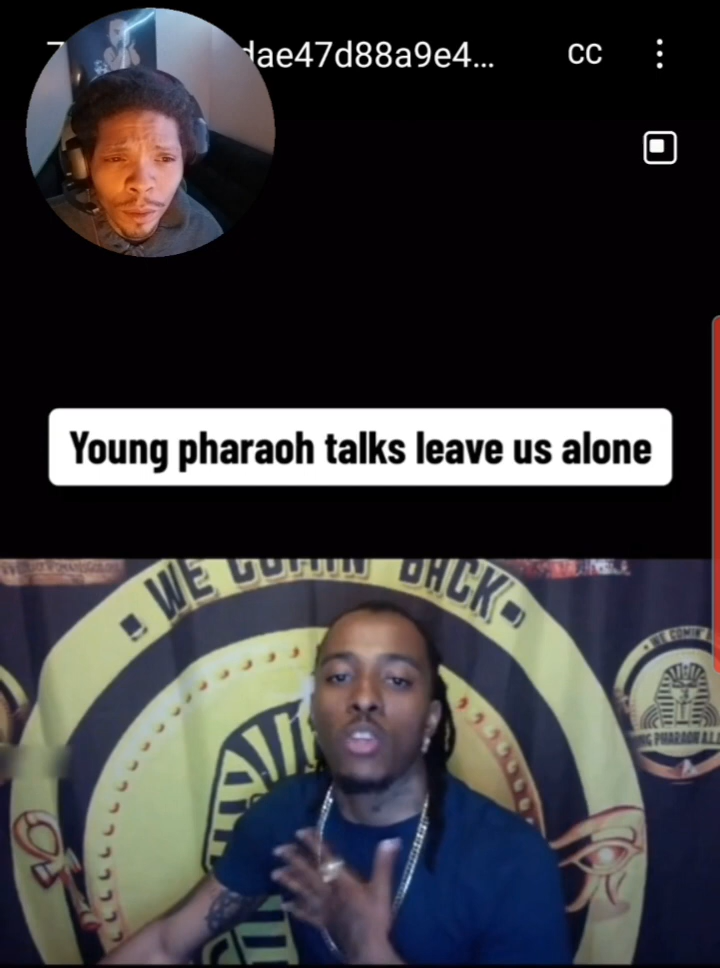 dae47d88a9e4...
CC
Young pharaoh talks leave us alone
WE COMIN' BACK
WE COMIN'
PHARAOH